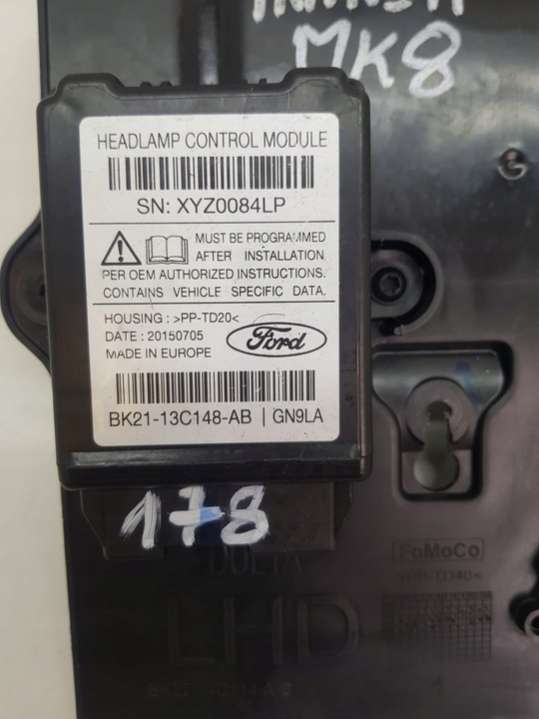 MK8
HEADLAMP CONTROL MODULE
SN: XYZ0084LP
MUST BE PROGRAMMED
AFTER INSTALLATION
PER OEM AUTHORIZED INSTRUCTIONS.
CONTAINS VEHICLE SPECIFIC DATA.
HOUSING : >PP-TD20<
DATE : 20150705
MADE IN EUROPE
Ford
BK21-13C148-AB | GN9LA
178
FoMoCo
LHD